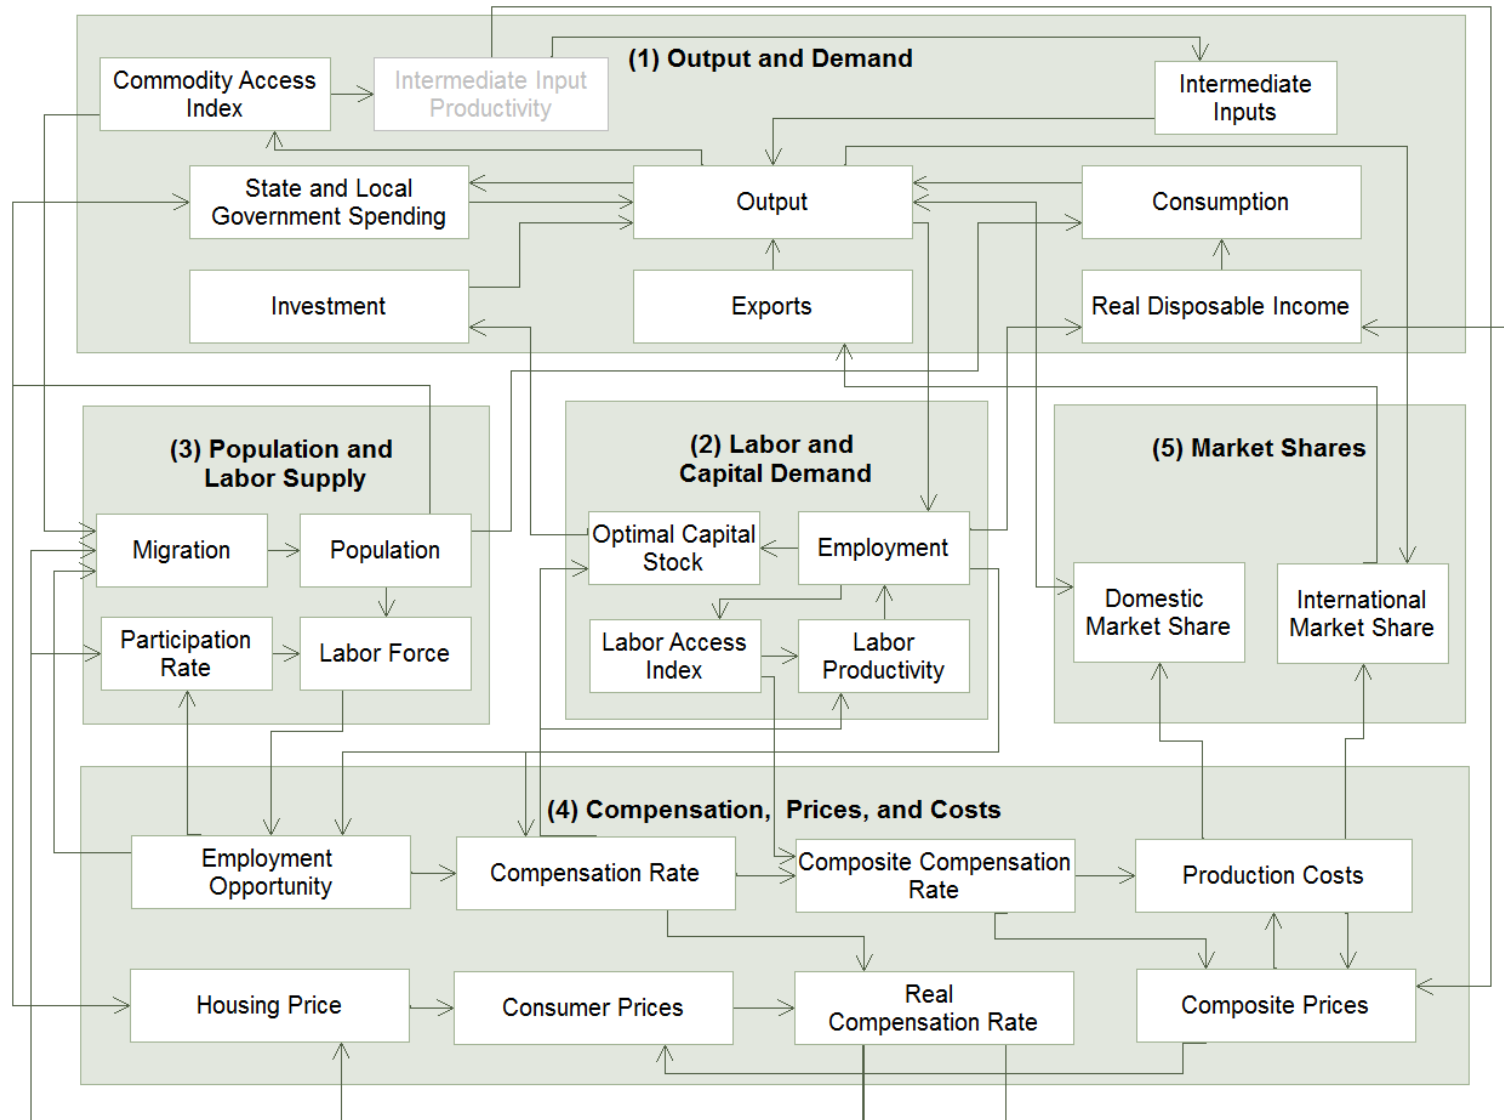 (1) Output and Demand
Commodity Access
Index
Intermediate Input
Productivity
Intermediate
Inputs
State and Local
Government Spending
Output
Consumption
Investment
Exports
Real Disposable Income
(3) Population and
Labor Supply
Migration
Population
Participation
Rate
Labor Force
(2) Labor and
Capital Demand
Optimal Capital
Stock
Employment
Labor Access
Index
Labor
Productivity
(5) Market Shares
Domestic
Market Share
International
Market Share
(4) Compensation, Prices, and Costs
Employment
Opportunity
Compensation Rate
Composite Compensation
Rate
Production Costs
Housing Price
Consumer Prices
Real
Compensation Rate
Composite Prices